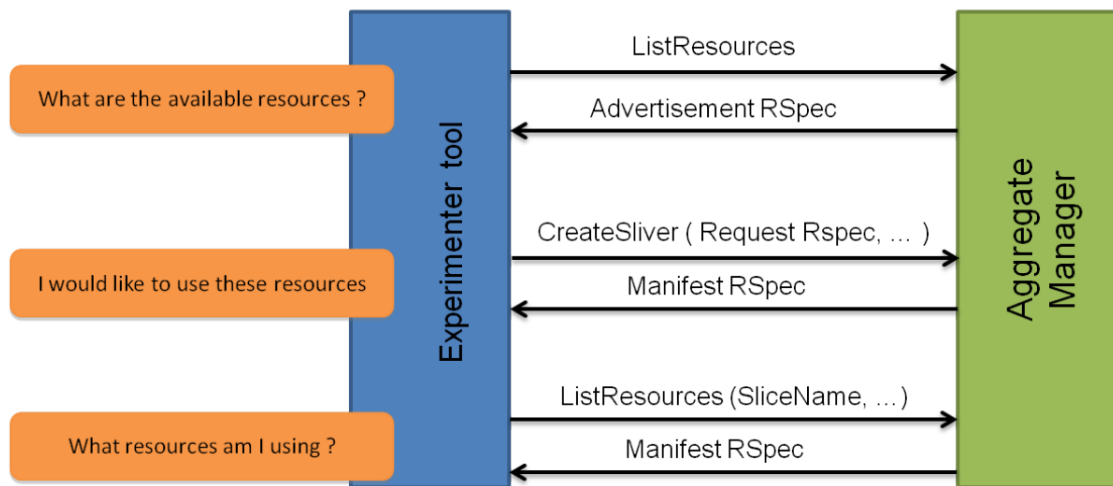 ListResources
What are the available resources ?
Advertisement RSpec
Experimenter tool
Aggregate
Manager
CreateSliver ( Request Rspec, ... )
I would like to use these resources
Manifest RSpec
ListResources (SliceName, ...)
What resources am I using ?
Manifest RSpec